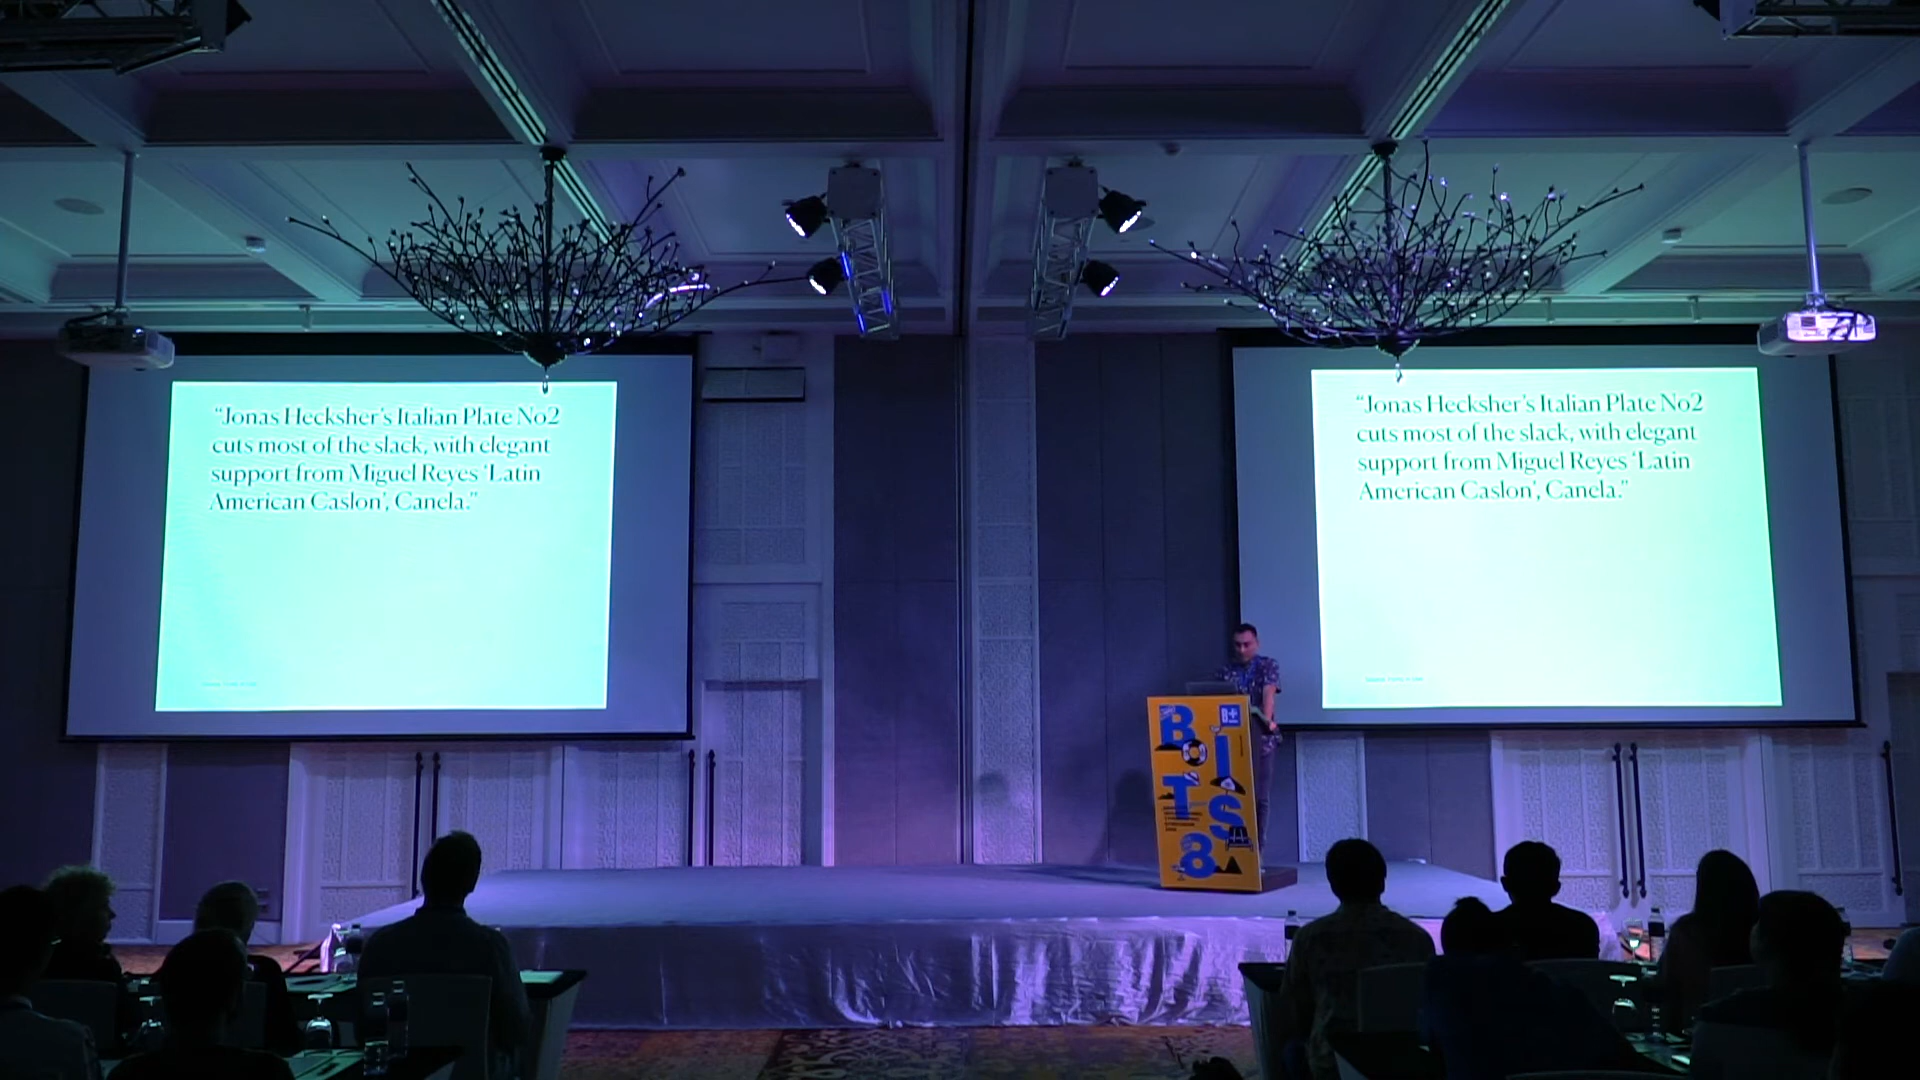 “Jonas Hecksher’s Italian Plate No2
cuts most of the slack, with elegant
support from Miguel Reyes ‘Latin
American Caslon’, Canela.”
“Jonas Hecksher’s Italian Plate No2
cuts most of the slack, with elegant
support from Miguel Reyes ‘Latin
American Caslon’, Canela.”
B+
BOI
TS
8